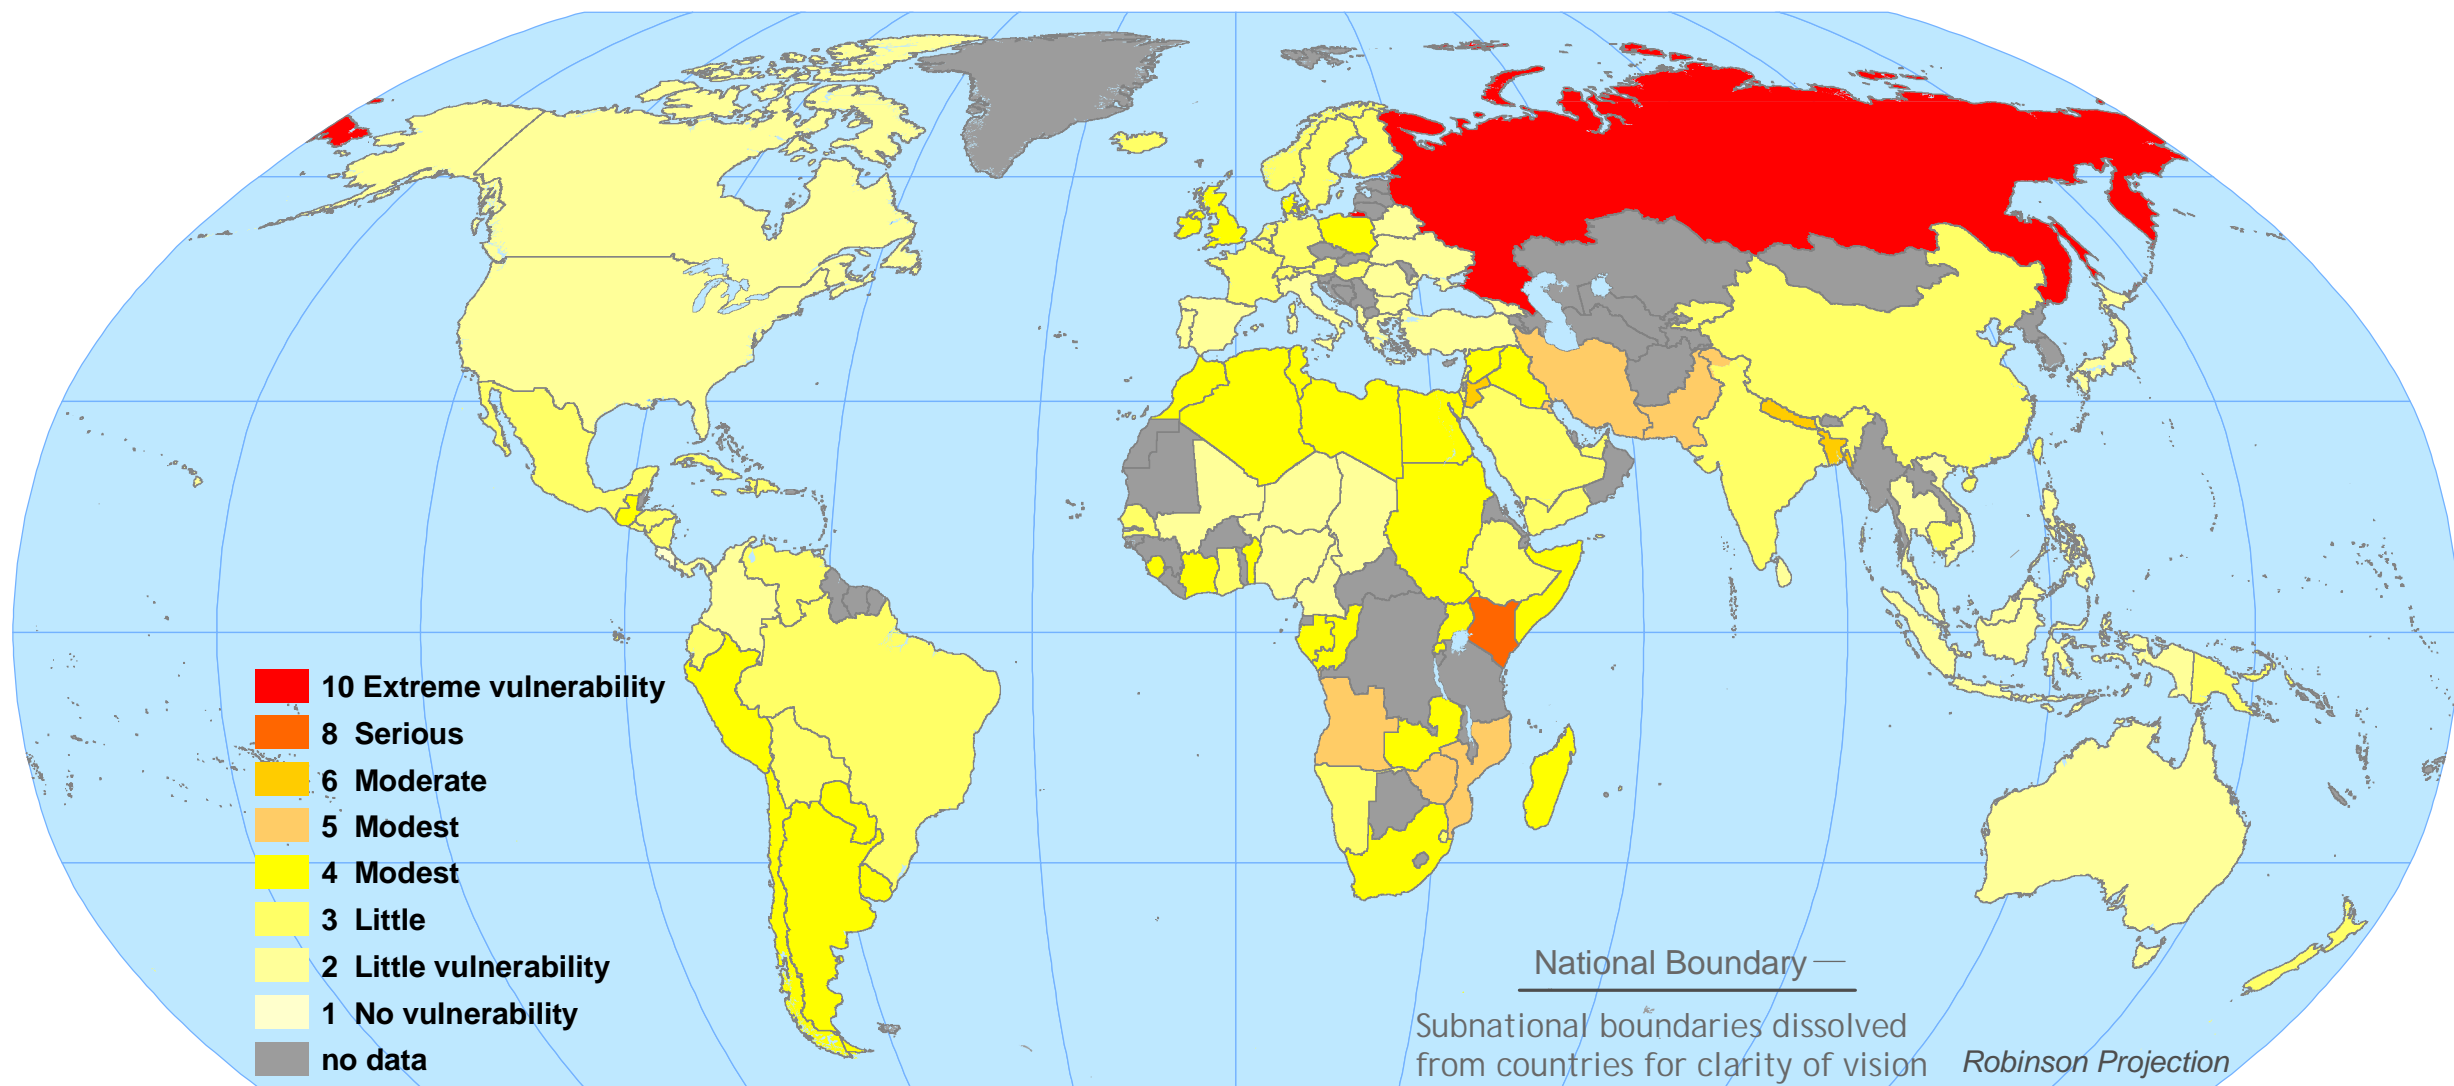 10 Extreme vulnerability
8 Serious
6 Moderate
5 Modest
4 Modest
3 Little
2 Little vulnerability
1 No vulnerability
no data
National Boundary
Subnational boundaries dissolved
from countries for clarity of vision
Robinson Projection